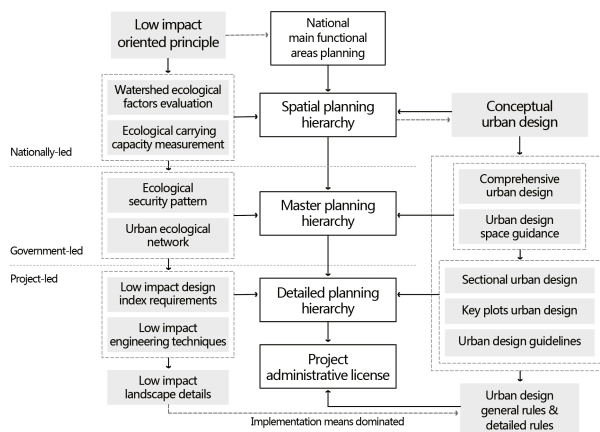 Low impact
oriented principle
National
main functional
areas planning
Watershed ecological
factors evaluation
Ecological carrying
capacity measurement
Spatial planning
hierarchy
Conceptual
urban design
Nationally-led
Ecological
security pattern
Urban ecological
network
Master planning
hierarchy
Comprehensive
urban design
Urban design
space guidance
Government-led
Project-led
Low impact design
index requirements
Low impact
engineering techniques
Detailed planning
hierarchy
Sectional urban design
Key plots urban design
Urban design guidelines
Low impact
landscape details
Project
administrative license
Urban design
general rules &
detailed rules
Implementation means dominated